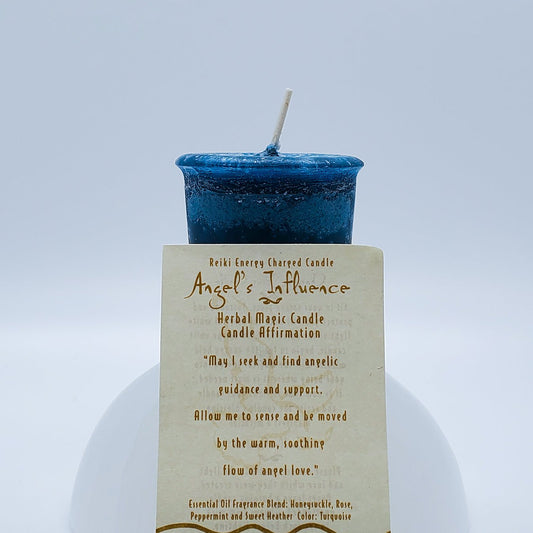 Reiki Energy Charged Candle
Angel's Influence
Herbal Magic Candle
Candle Affirmation
"May I seek and find angelic
guidance and support.
Allow me to sense and be moved
by the warm, soothing
flow of angel love."
Essential Oil Fragrance Blend: Honeysuckle, Rose,
Peppermint and Sweet Heather Color: Turquoise